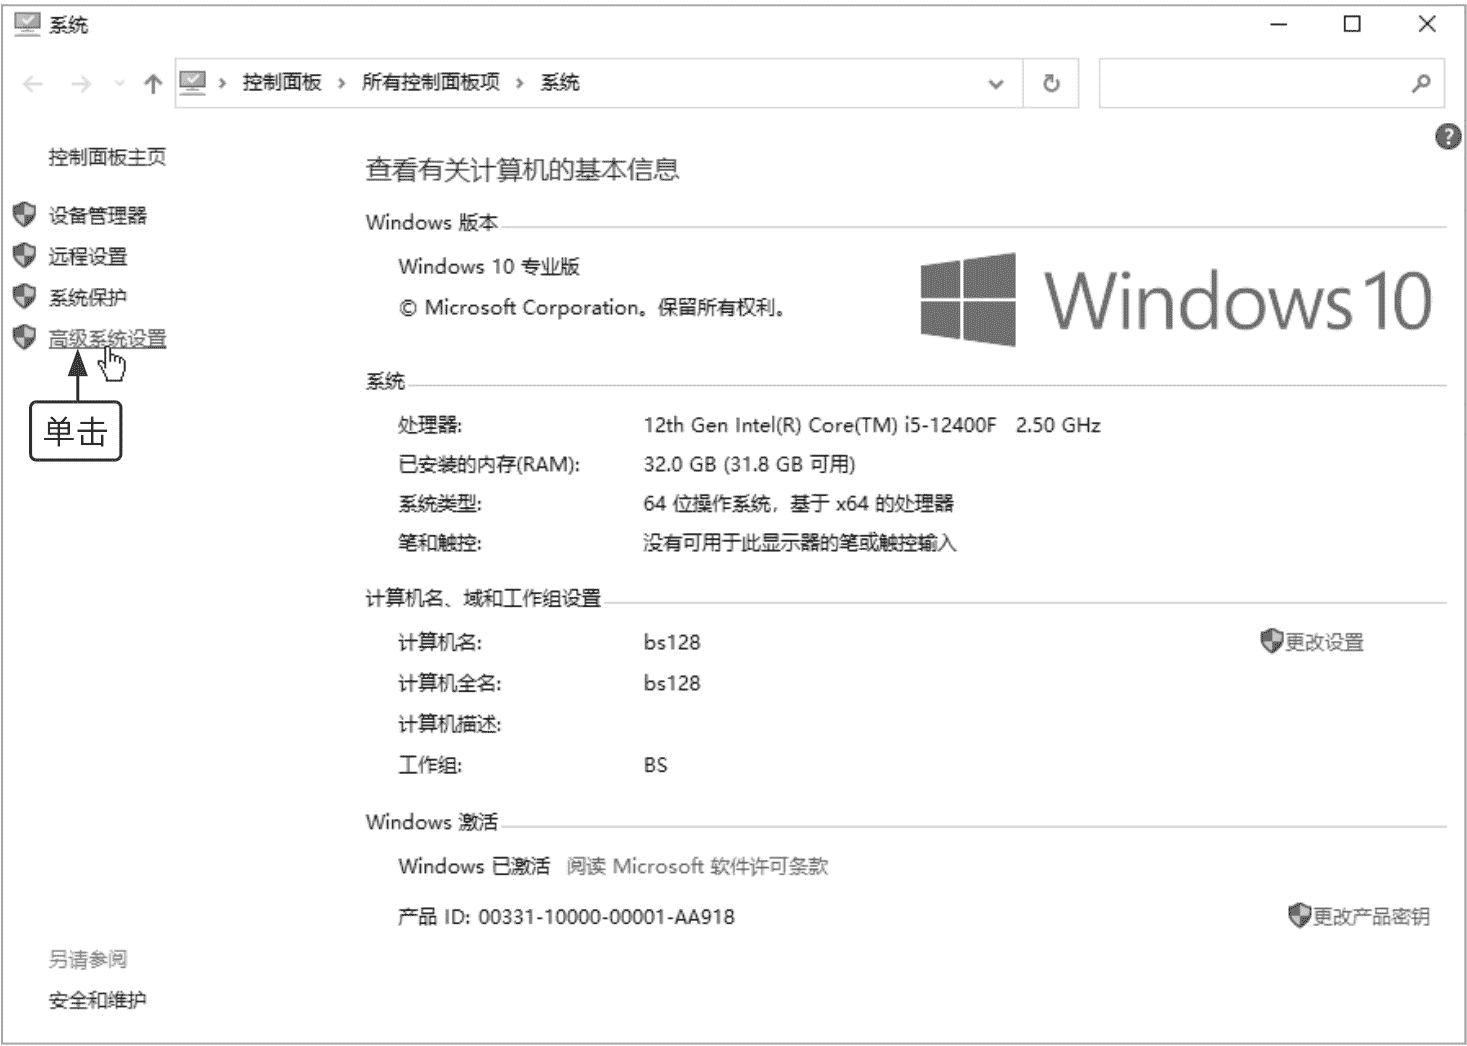 系统
控制面板 › 所有控制面板项 › 系统
控制面板主页
设备管理器
远程设置
系统保护
高级系统设置
单击
另请参阅
安全和维护
查看有关计算机的基本信息
Windows 版本
Windows 10 专业版
© Microsoft Corporation。保留所有权利。
Windows 10
系统
处理器: 12th Gen Intel(R) Core(TM) i5-12400F 2.50 GHz
已安装的内存(RAM): 32.0 GB (31.8 GB 可用)
系统类型: 64 位操作系统, 基于 x64 的处理器
笔和触控: 没有可用于此显示器的笔或触控输入
计算机名、域和工作组设置
计算机名: bs128 更改设置
计算机全名: bs128
计算机描述:
工作组: BS
Windows 激活
Windows 已激活 阅读 Microsoft 软件许可条款
产品 ID: 00331-10000-00001-AA918 更改产品密钥